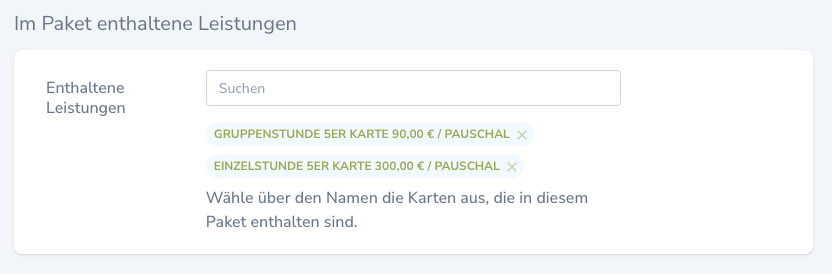 Im Paket enthaltene Leistungen
Enthaltene
Leistungen
Suchen
GRUPPENSTUNDE 5ER KARTE 90,00 € / PAUSCHAL
EINZELSTUNDE 5ER KARTE 300,00 € / PAUSCHAL
Wähle über den Namen die Karten aus, die in diesem
Paket enthalten sind.